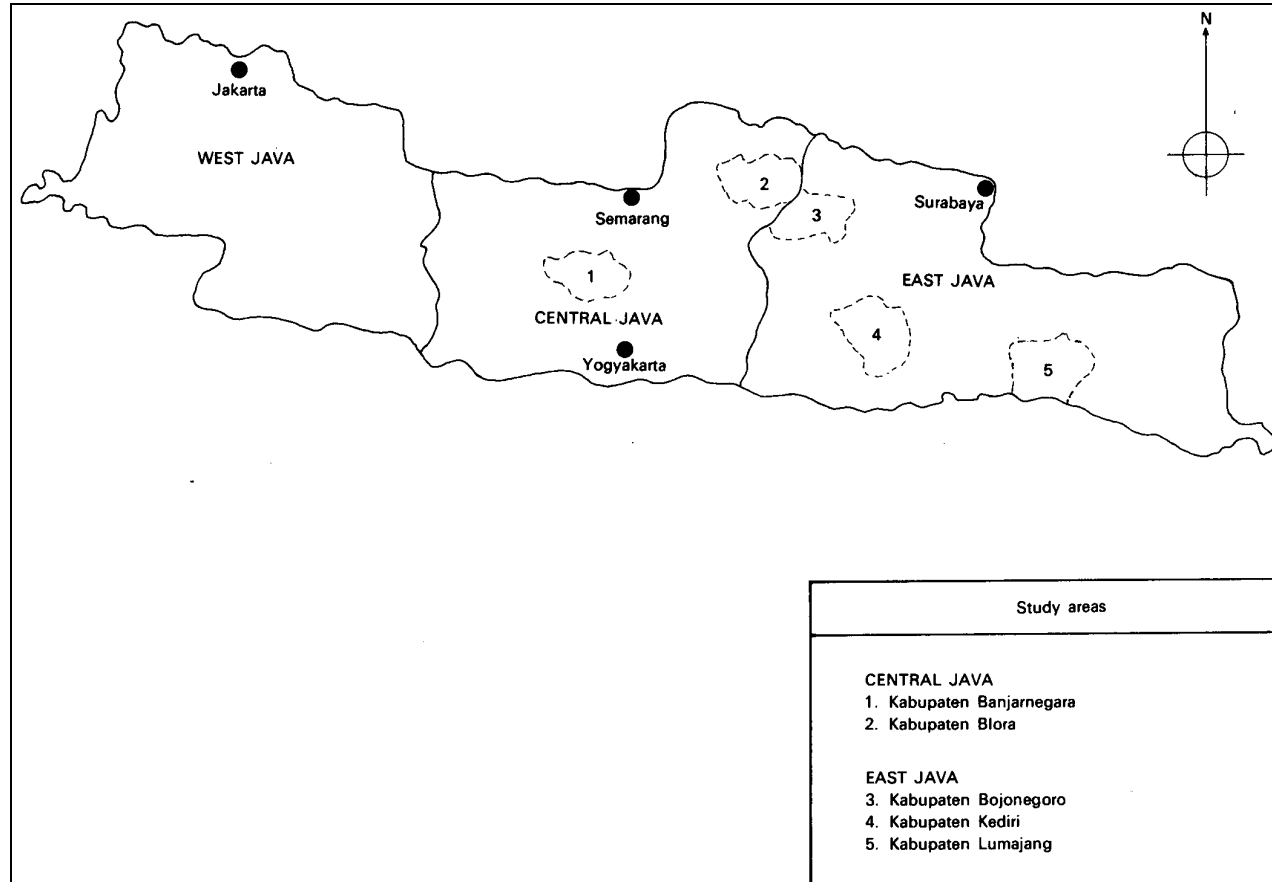 N
Jakarta
WEST JAVA
2
Semarang
3
Surabaya
1
EAST JAVA
CENTRAL JAVA
4
Yogyakarta
5
Study areas
CENTRAL JAVA
1. Kabupaten Banjarnegara
2. Kabupaten Blora
EAST JAVA
3. Kabupaten Bojonegoro
4. Kabupaten Kediri
5. Kabupaten Lumajang